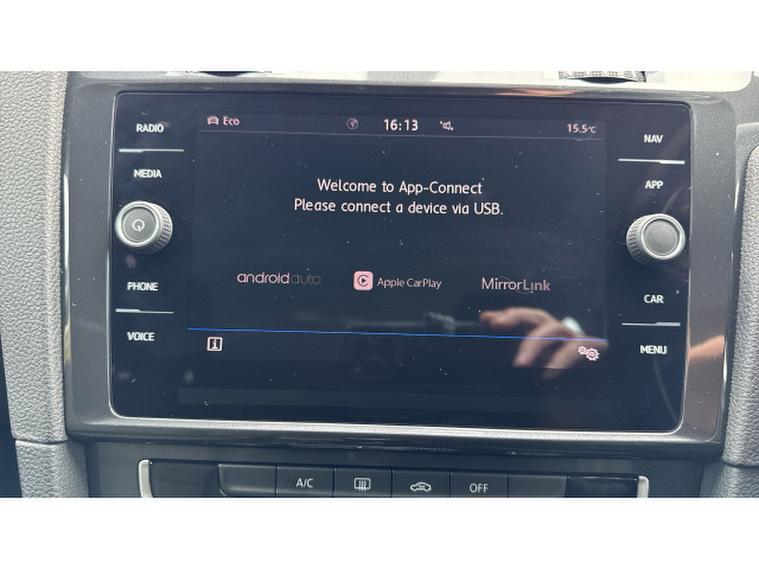 RADIO
MEDIA
PHONE
VOICE
Eco
16:13
15.5°C
Welcome to App-Connect
Please connect a device via USB.
androidauto
Apple CarPlay
MirrorLink
i
NAV
APP
CAR
MENU
A/C
OFF